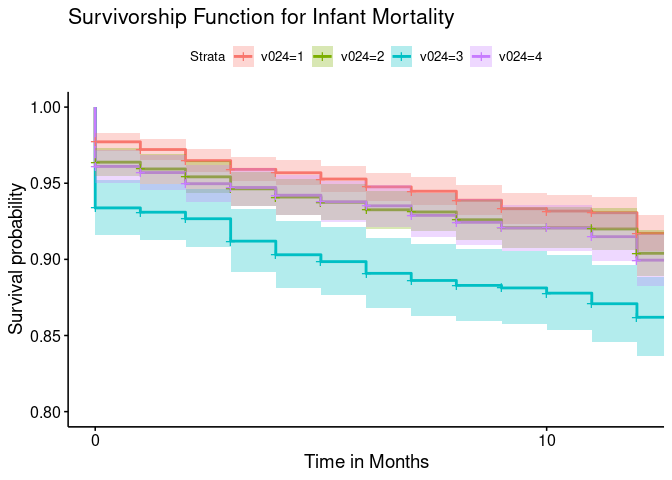 Survivorship Function for Infant Mortality
Strata v024=1 v024=2 v024=3 v024=4
Survival probability
1.00
0.95
0.90
0.85
0.80
0 10
Time in Months